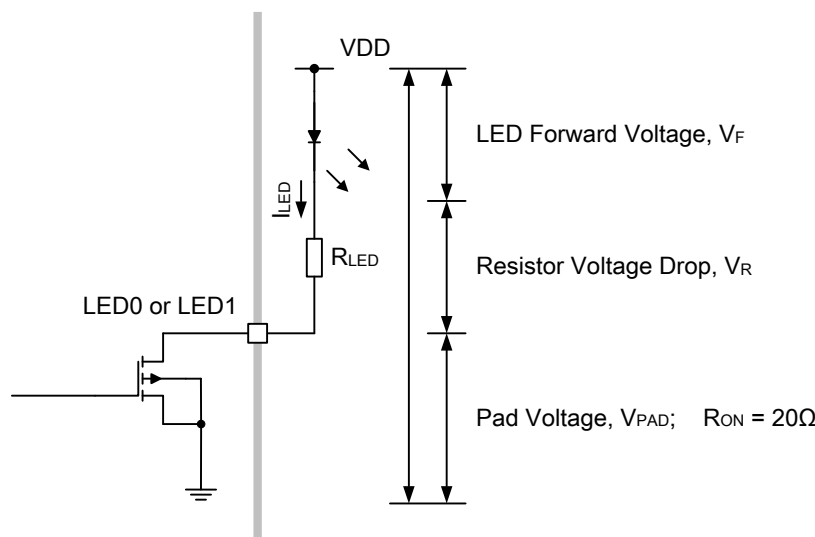 VDD
LED Forward Voltage, VF
ILED
RLED
Resistor Voltage Drop, VR
LED0 or LED1
Pad Voltage, VPAD; RON = 20Ω